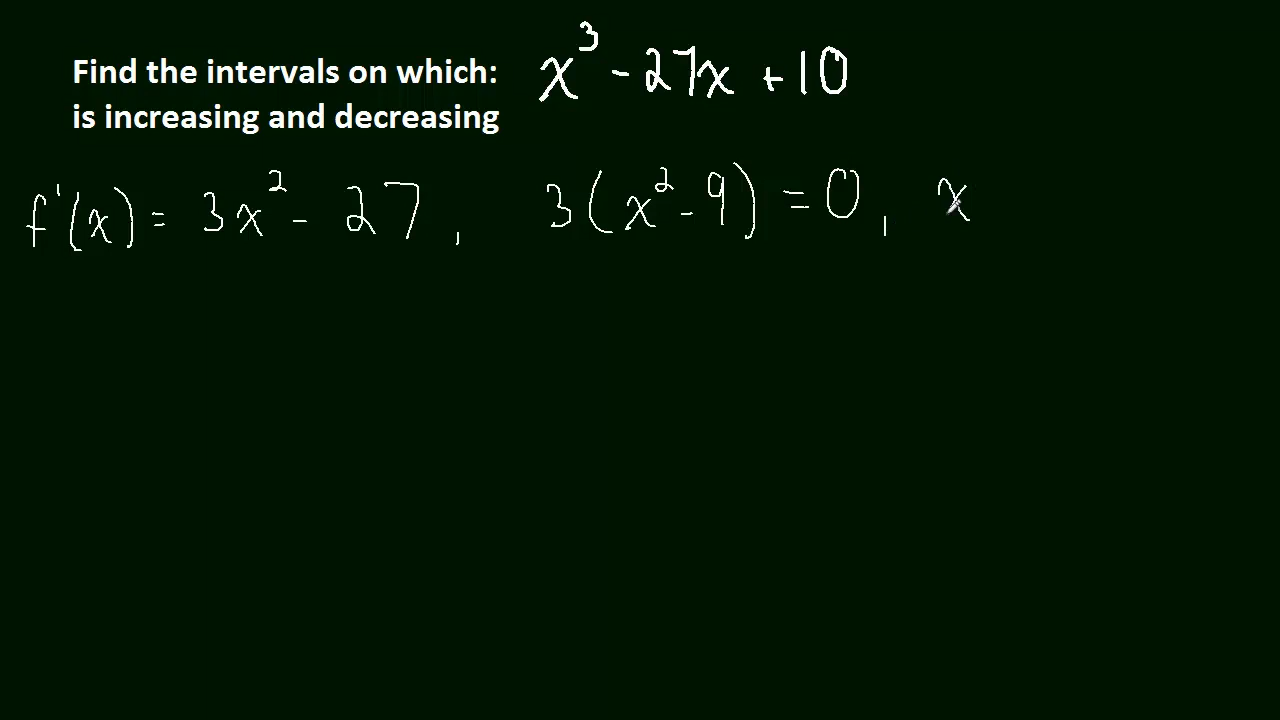 Find the intervals on which: x³ - 27x + 10
is increasing and decreasing
f'(x) = 3x² - 27, 3(x² - 9) = 0, x